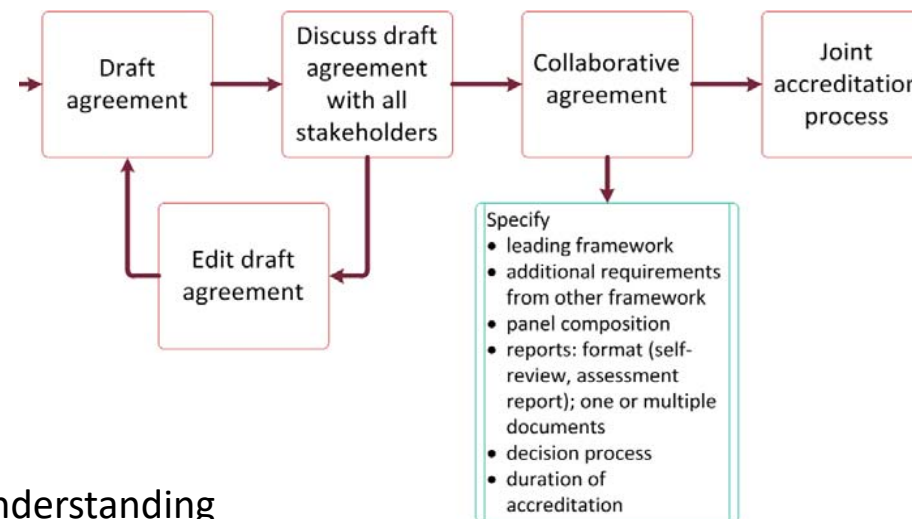 Draft
agreement
Discuss draft
agreement
with all
stakeholders
Collaborative
agreement
Joint
accreditation
process
Edit draft
agreement
Specify
• leading framework
• additional requirements
from other framework
• panel composition
• reports: format (self-
review, assessment
report); one or multiple
documents
• decision process
• duration of
accreditation
nderstanding